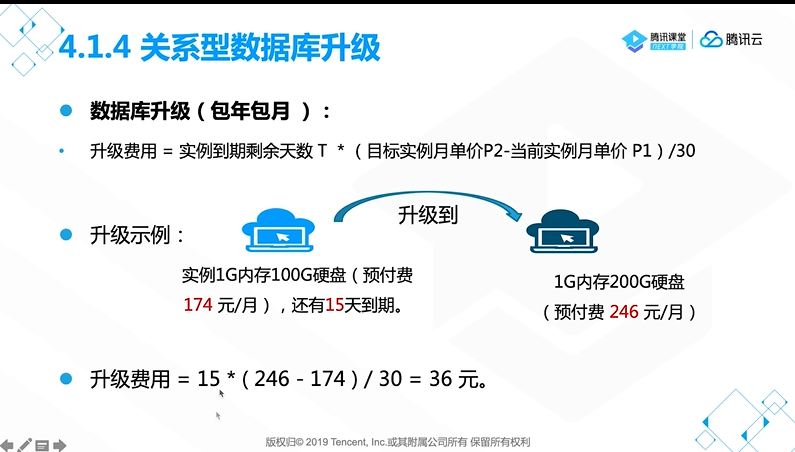 4.1.4 关系型数据库升级
腾讯课堂
NEXT学院
腾讯云
数据库升级（包年包月 ）：
升级费用 = 实例到期剩余天数 T * （ 目标实例月单价P2-当前实例月单价 P1 ）/30
升级示例：
升级到
实例1G内存100G硬盘（预付费
174 元/月），还有15天到期。
1G内存200G硬盘
（预付费 246 元/月）
升级费用 = 15 * ( 246 - 174 ) / 30 = 36 元。
版权归© 2019 Tencent, Inc.或其附属公司所有 保留所有权利